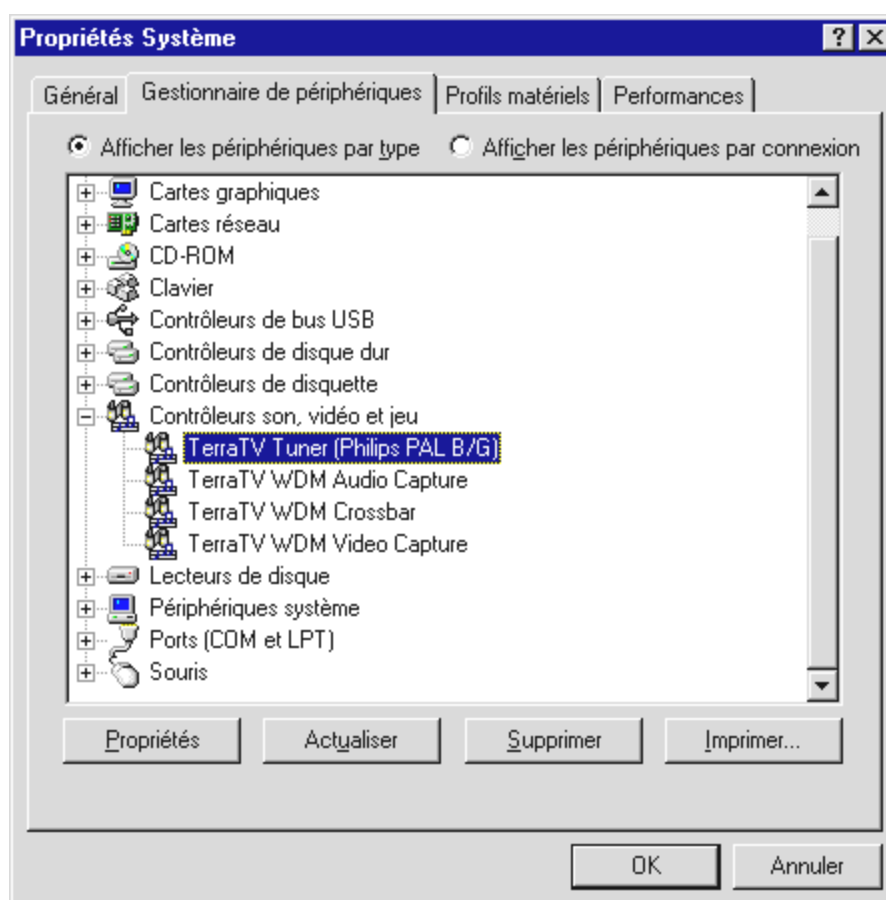 Propriétés Système
Général Gestionnaire de périphériques Profils matériels Performances
Afficher les périphériques par type Afficher les périphériques par connexion
Cartes graphiques
Cartes réseau
CD-ROM
Clavier
Contrôleurs de bus USB
Contrôleurs de disque dur
Contrôleurs de disquette
Contrôleurs son, vidéo et jeu
TerraTV Tuner (Philips PAL B/G)
TerraTV WDM Audio Capture
TerraTV WDM Crossbar
TerraTV WDM Video Capture
Lecteurs de disque
Périphériques système
Ports (COM et LPT)
Souris
Propriétés Actualiser Supprimer Imprimer...
OK Annuler